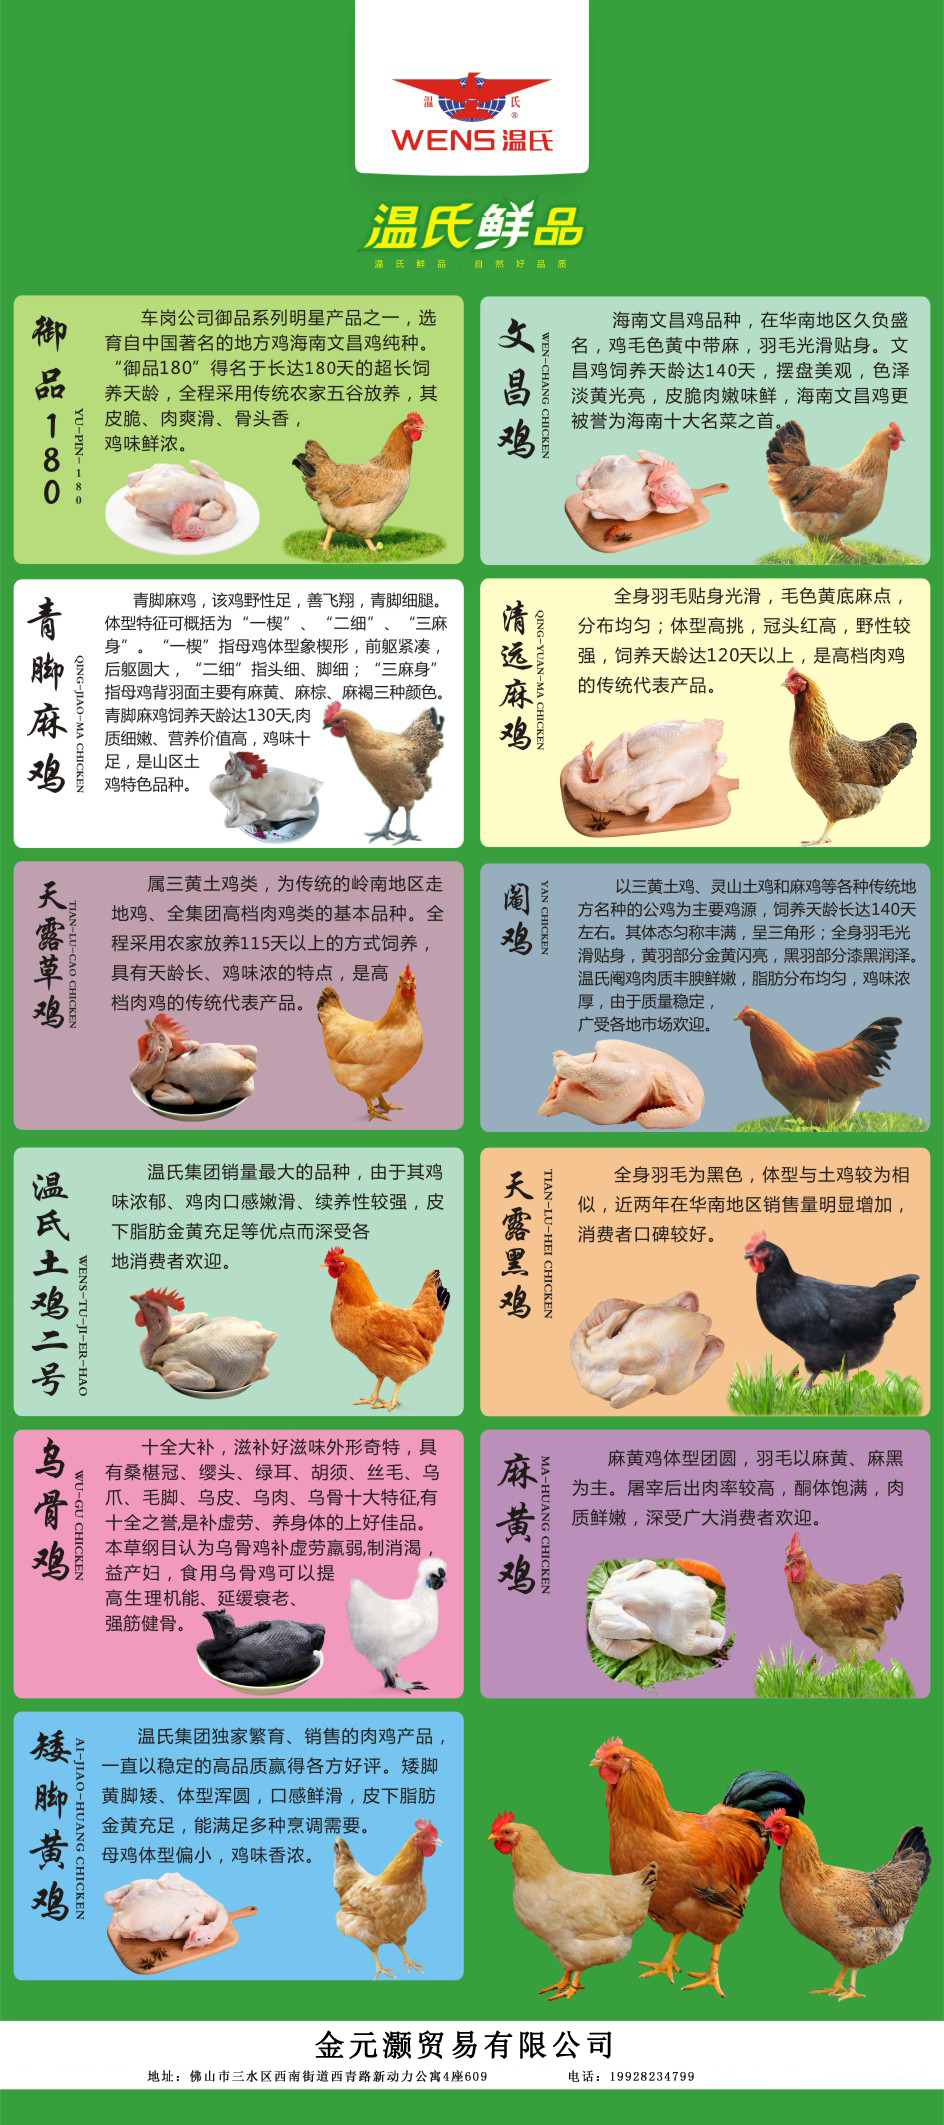 温 氏
®
WENS 温氏
温氏鲜品
温氏鲜品 自然好品质
御品180
YU-PIN-180
车岗公司御品系列明星产品之一，选
育自中国著名的地方鸡海南文昌鸡纯种。
“御品180”得名于长达180天的超长饲
养天龄，全程采用传统农家五谷放养，其
皮脆、肉爽滑、骨头香，
鸡味鲜浓。
文昌鸡
WEN-CHANG CHICKEN
海南文昌鸡品种，在华南地区久负盛
名，鸡毛色黄中带麻，羽毛光滑贴身。文
昌鸡饲养天龄达140天，摆盘美观，色泽
淡黄光亮，皮脆肉嫩味鲜，海南文昌鸡更
被誉为海南十大名菜之首。
青脚麻鸡
QING-JIAO-MA CHICKEN
青脚麻鸡，该鸡野性足，善飞翔，青脚细腿。
体型特征可概括为“一楔”、“二细”、“三麻
身”。“一楔”指母鸡体型象楔形，前躯紧凑，
后躯圆大，“二细”指头细、脚细；“三麻身”
指母鸡背羽面主要有麻黄、麻棕、麻褐三种颜色。
青脚麻鸡饲养天龄达130天,肉
质细嫩、营养价值高，鸡味十
足，是山区土
鸡特色品种。
清远麻鸡
QING-YUAN-MA CHICKEN
全身羽毛贴身光滑，毛色黄底麻点，
分布均匀；体型高挑，冠头红高，野性较
强，饲养天龄达120天以上，是高档肉鸡
的传统代表产品。
天露草鸡
TIAN-LU-CAO CHICKEN
属三黄土鸡类，为传统的岭南地区走
地鸡、全集团高档肉鸡类的基本品种。全
程采用农家放养115天以上的方式饲养，
具有天龄长、鸡味浓的特点，是高
档肉鸡的传统代表产品。
阉鸡
YAN CHICKEN
以三黄土鸡、灵山土鸡和麻鸡等各种传统地
方名种的公鸡为主要鸡源，饲养天龄长达140天
左右。其体态匀称丰满，呈三角形；全身羽毛光
滑贴身，黄羽部分金黄闪亮，黑羽部分漆黑润泽。
温氏阉鸡肉质丰腴鲜嫩，脂肪分布均匀，鸡味浓
厚，由于质量稳定，
广受各地市场欢迎。
温氏土鸡二号
WENS-TU-JI-ER-HAO
温氏集团销量最大的品种，由于其鸡
味浓郁、鸡肉口感嫩滑、续养性较强，皮
下脂肪金黄充足等优点而深受各
地消费者欢迎。
天露黑鸡
TIAN-LU-HEI CHICKEN
全身羽毛为黑色，体型与土鸡较为相
似，近两年在华南地区销售量明显增加，
消费者口碑较好。
乌骨鸡
WU-GU CHICKEN
十全大补，滋补好滋味外形奇特，具
有桑椹冠、缨头、绿耳、胡须、丝毛、乌
爪、毛脚、乌皮、乌肉、乌骨十大特征,有
十全之誉,是补虚劳、养身体的上好佳品。
本草纲目认为乌骨鸡补虚劳羸弱,制消渴，
益产妇，食用乌骨鸡可以提
高生理机能、延缓衰老、
强筋健骨。
麻黄鸡
MA-HUANG CHICKEN
麻黄鸡体型团圆，羽毛以麻黄、麻黑
为主。屠宰后出肉率较高，酮体饱满，肉
质鲜嫩，深受广大消费者欢迎。
矮脚黄鸡
AI-JIAO-HUANG CHICKEN
温氏集团独家繁育、销售的肉鸡产品，
一直以稳定的高品质赢得各方好评。矮脚
黄脚矮、体型浑圆，口感鲜滑，皮下脂肪
金黄充足，能满足多种烹调需要。
母鸡体型偏小，鸡味香浓。
金元灏贸易有限公司
地址：佛山市三水区西南街道西青路新动力公寓4座609 电话：19928234799